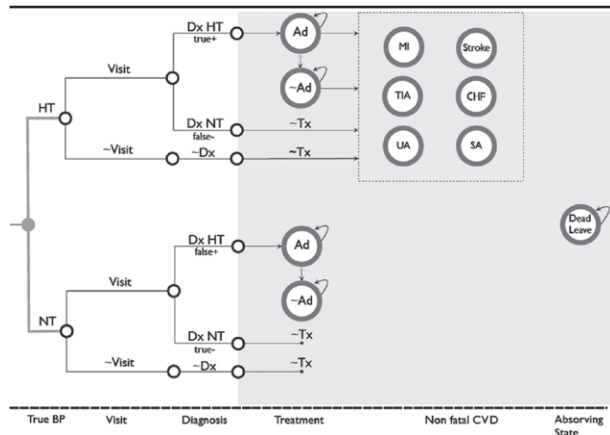 Dx HT
true+
Ad
MI
Stroke
Visit
~Ad
TIA
CHF
HT
Dx NT
false-
~Tx
UA
SA
~Visit
~Dx
~Tx
Dead
Leave
Dx HT
false+
Ad
Visit
~Ad
NT
Dx NT
true-
~Tx
~Visit
~Dx
~Tx
True BP
Visit
Diagnosis
Treatment
Non fatal CVD
Absorving
State